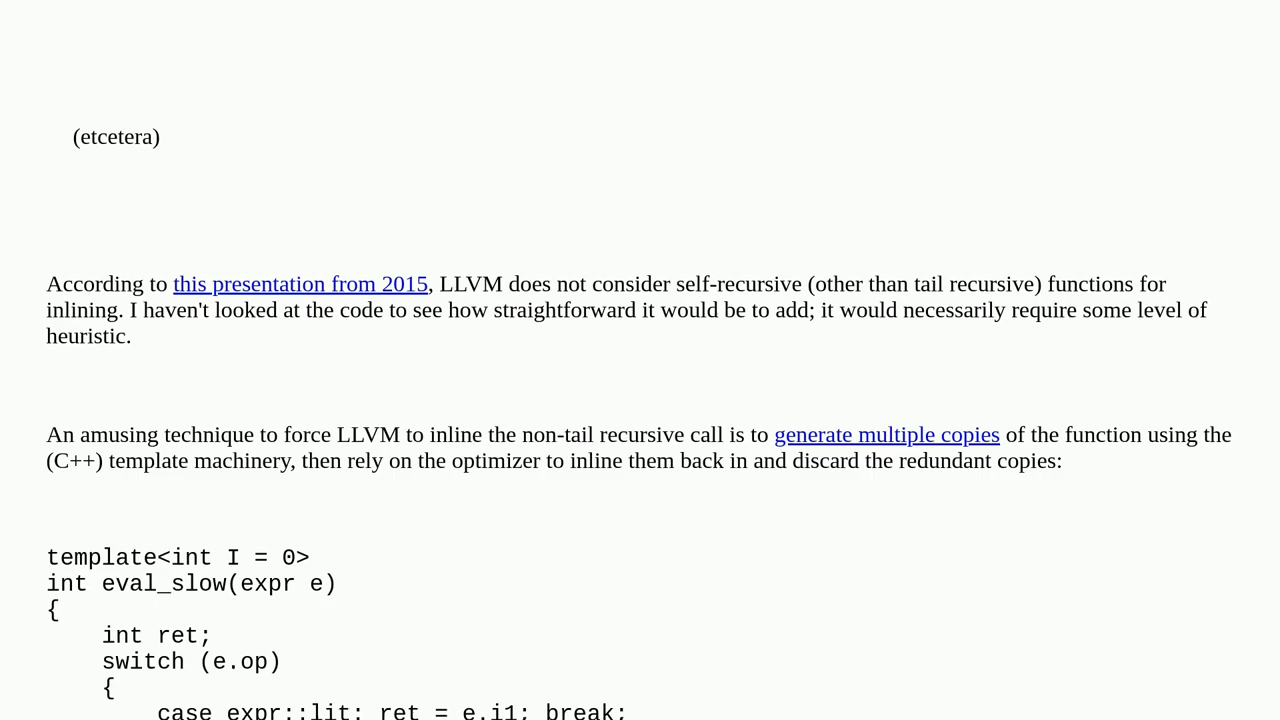 (etcetera)
According to this presentation from 2015, LLVM does not consider self-recursive (other than tail recursive) functions for
inlining. I haven't looked at the code to see how straightforward it would be to add; it would necessarily require some level of
heuristic.
An amusing technique to force LLVM to inline the non-tail recursive call is to generate multiple copies of the function using the
(C++) template machinery, then rely on the optimizer to inline them back in and discard the redundant copies:
template<int I = 0>
int eval_slow(expr e)
{
    int ret;
    switch (e.op)
    {
        case expr::lit: ret = e.i1; break;